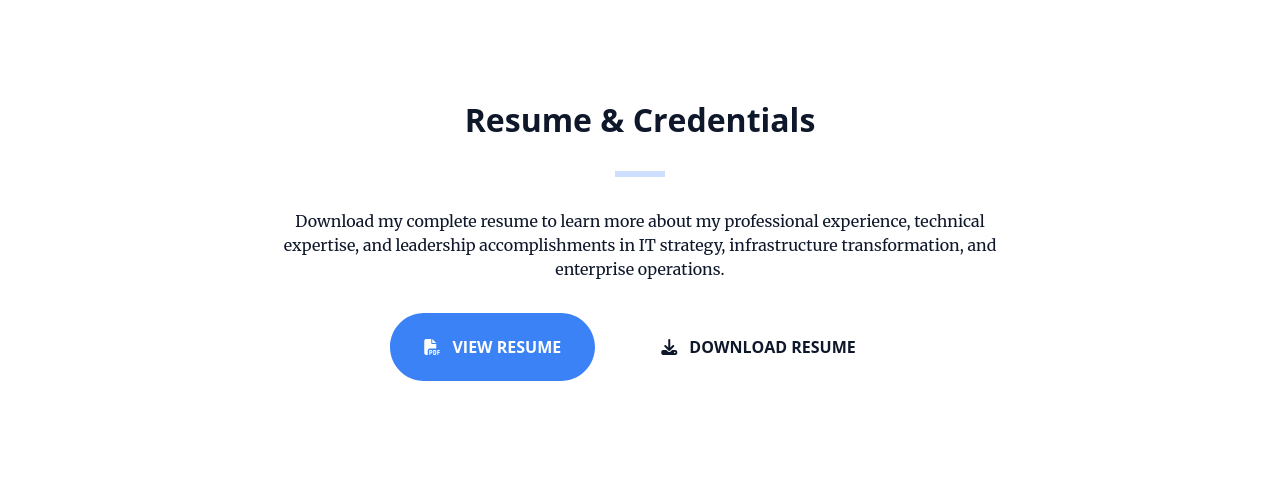 Resume & Credentials
Download my complete resume to learn more about my professional experience, technical
expertise, and leadership accomplishments in IT strategy, infrastructure transformation, and
enterprise operations.
PDF VIEW RESUME
DOWNLOAD RESUME